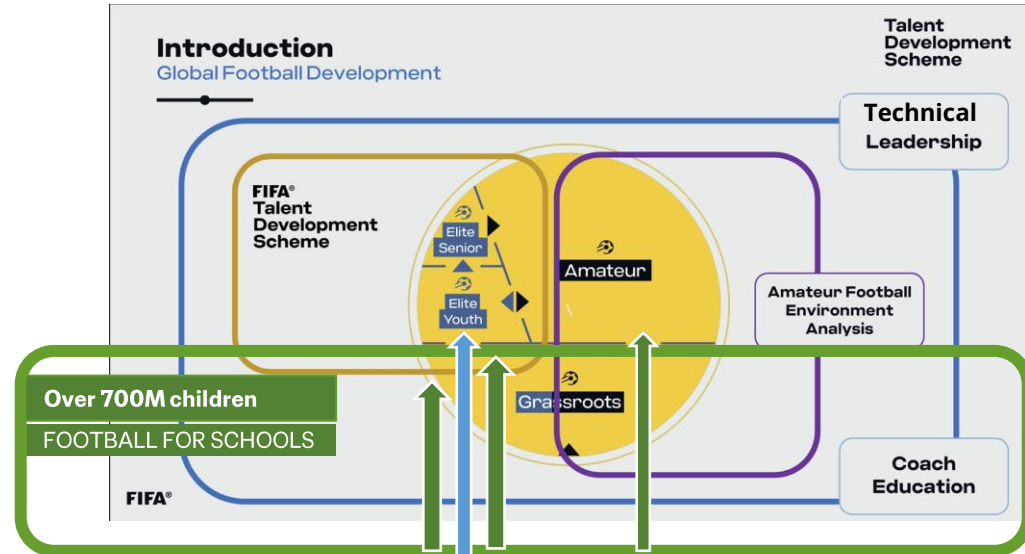 Introduction
Global Football Development
Talent
Development
Scheme
Technical
Leadership
FIFA®
Talent
Development
Scheme
Elite
Senior
Elite
Youth
Amateur
Amateur Football
Environment
Analysis
Grassroots
Over 700M children
FOOTBALL FOR SCHOOLS
Coach
Education
FIFA®